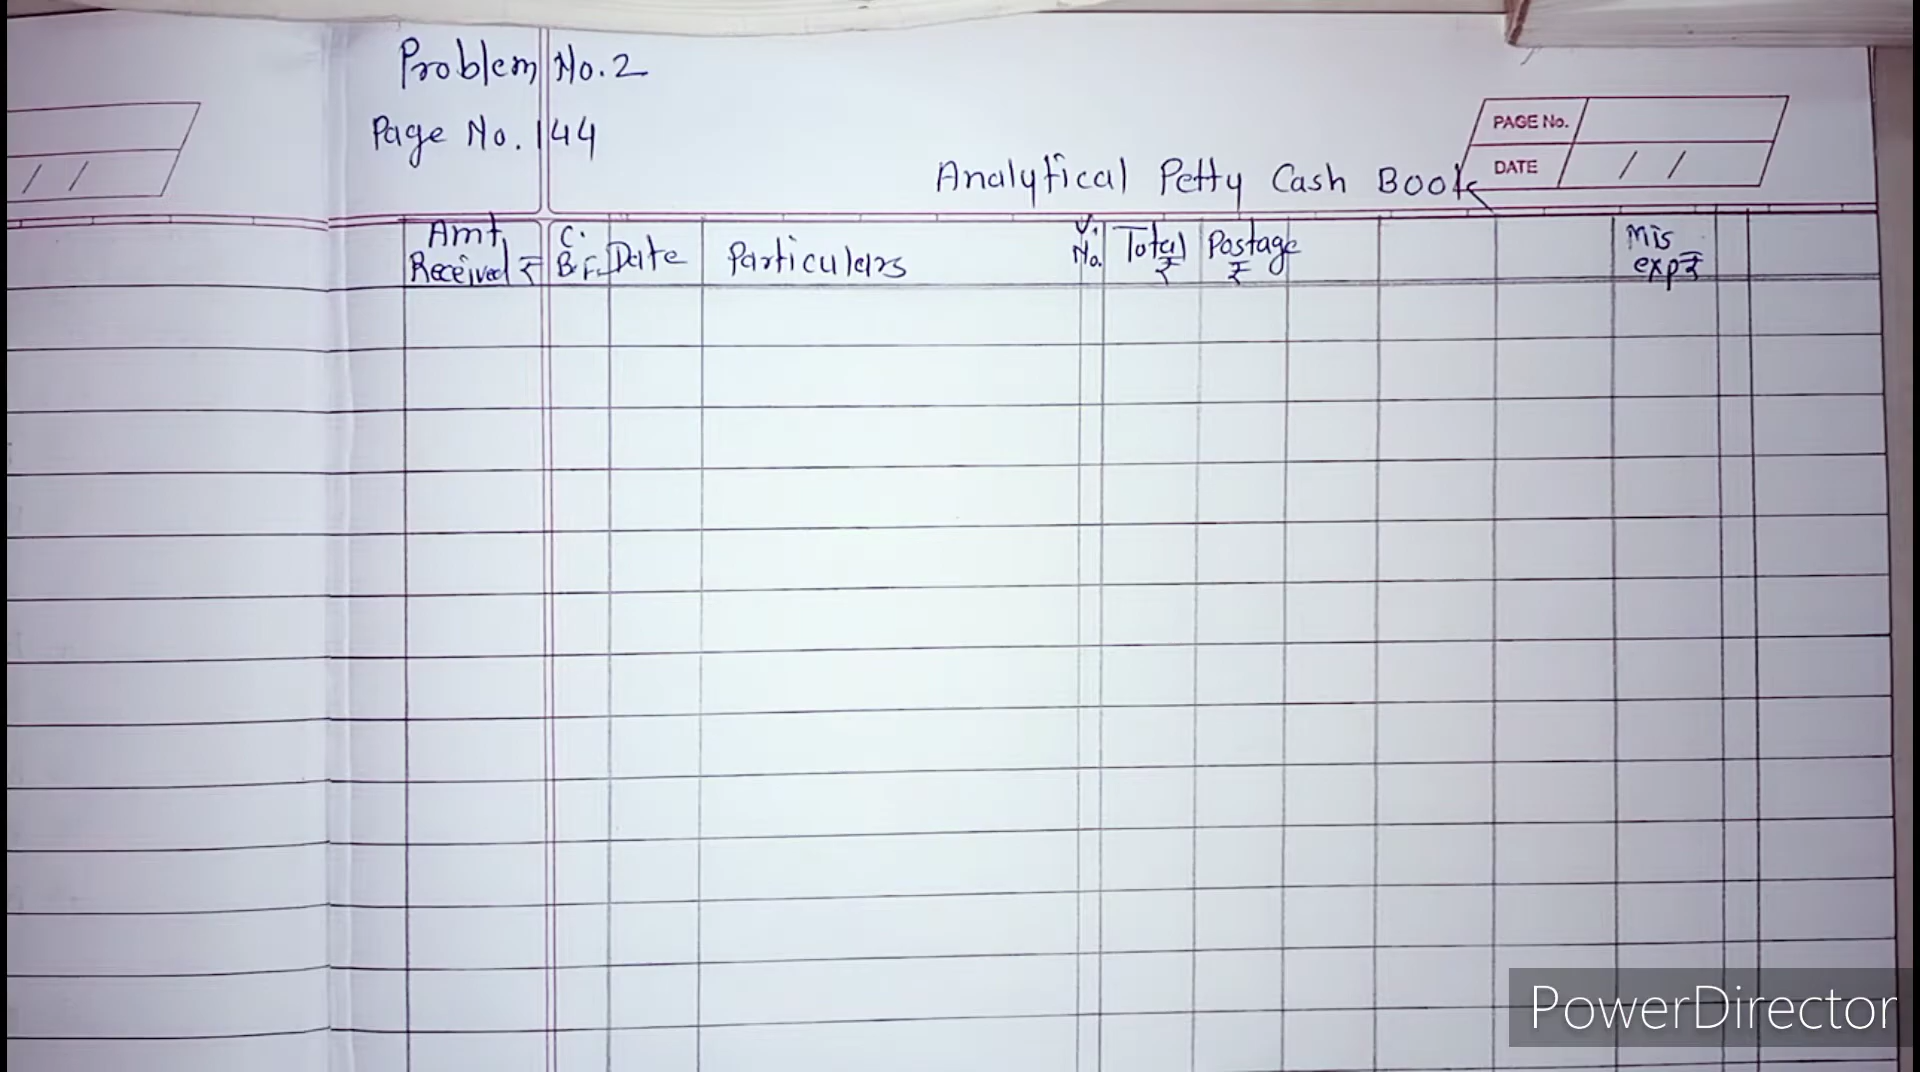 Problem No. 2
Page No. 144
PAGE No.
DATE / /
/ /
Analytical Petty Cash Book
Amt. Received ₹ C. B. F. Date Particulars V. No. Total ₹ Postage ₹ Mis exp ₹
PowerDirector